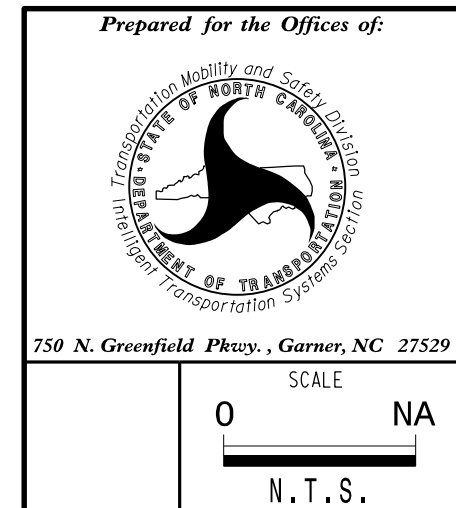 Prepared for the Offices of:
Transportation Mobility and Safety Division
STATE OF NORTH CAROLINA
DEPARTMENT OF TRANSPORTATION
Intelligent Transportation Systems Section
750 N. Greenfield Pkwy. , Garner, NC 27529
SCALE
0 NA
N.T.S.